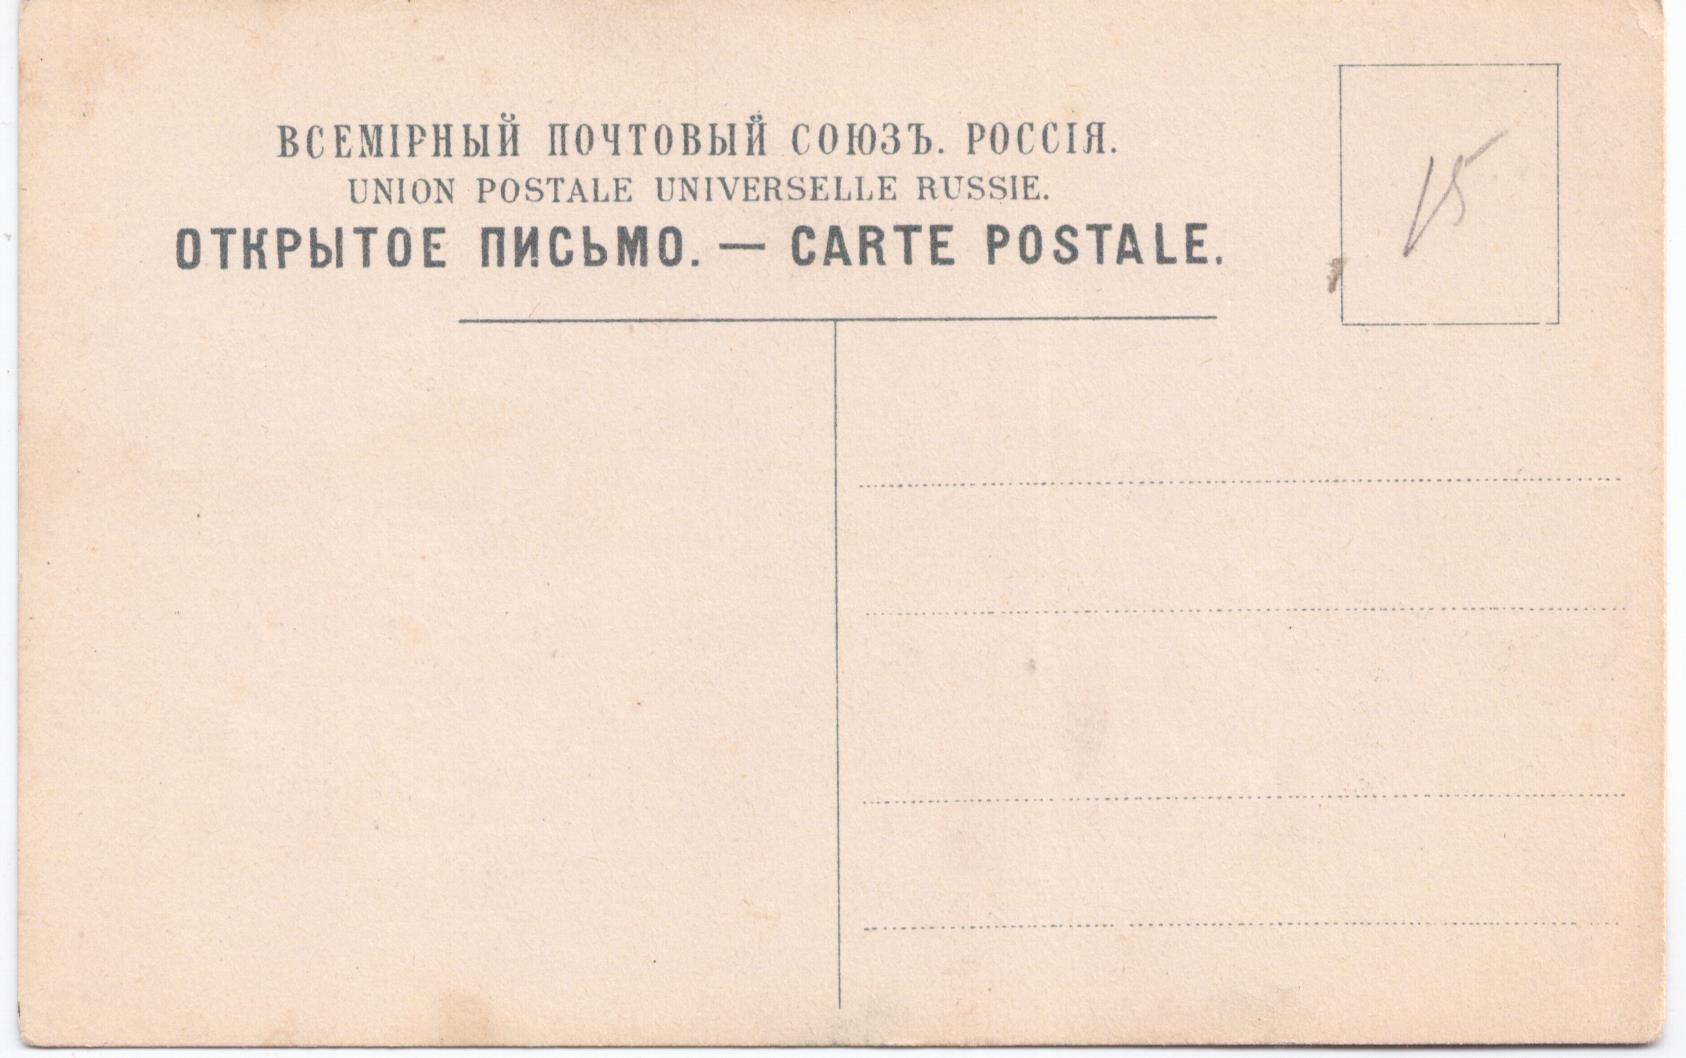 ВСЕМІРНЫЙ ПОЧТОВЫЙ СОЮЗЪ. РОССІЯ.
UNION POSTALE UNIVERSELLE RUSSIE.
ОТКРЫТОЕ ПИСЬМО. — CARTE POSTALE.
15